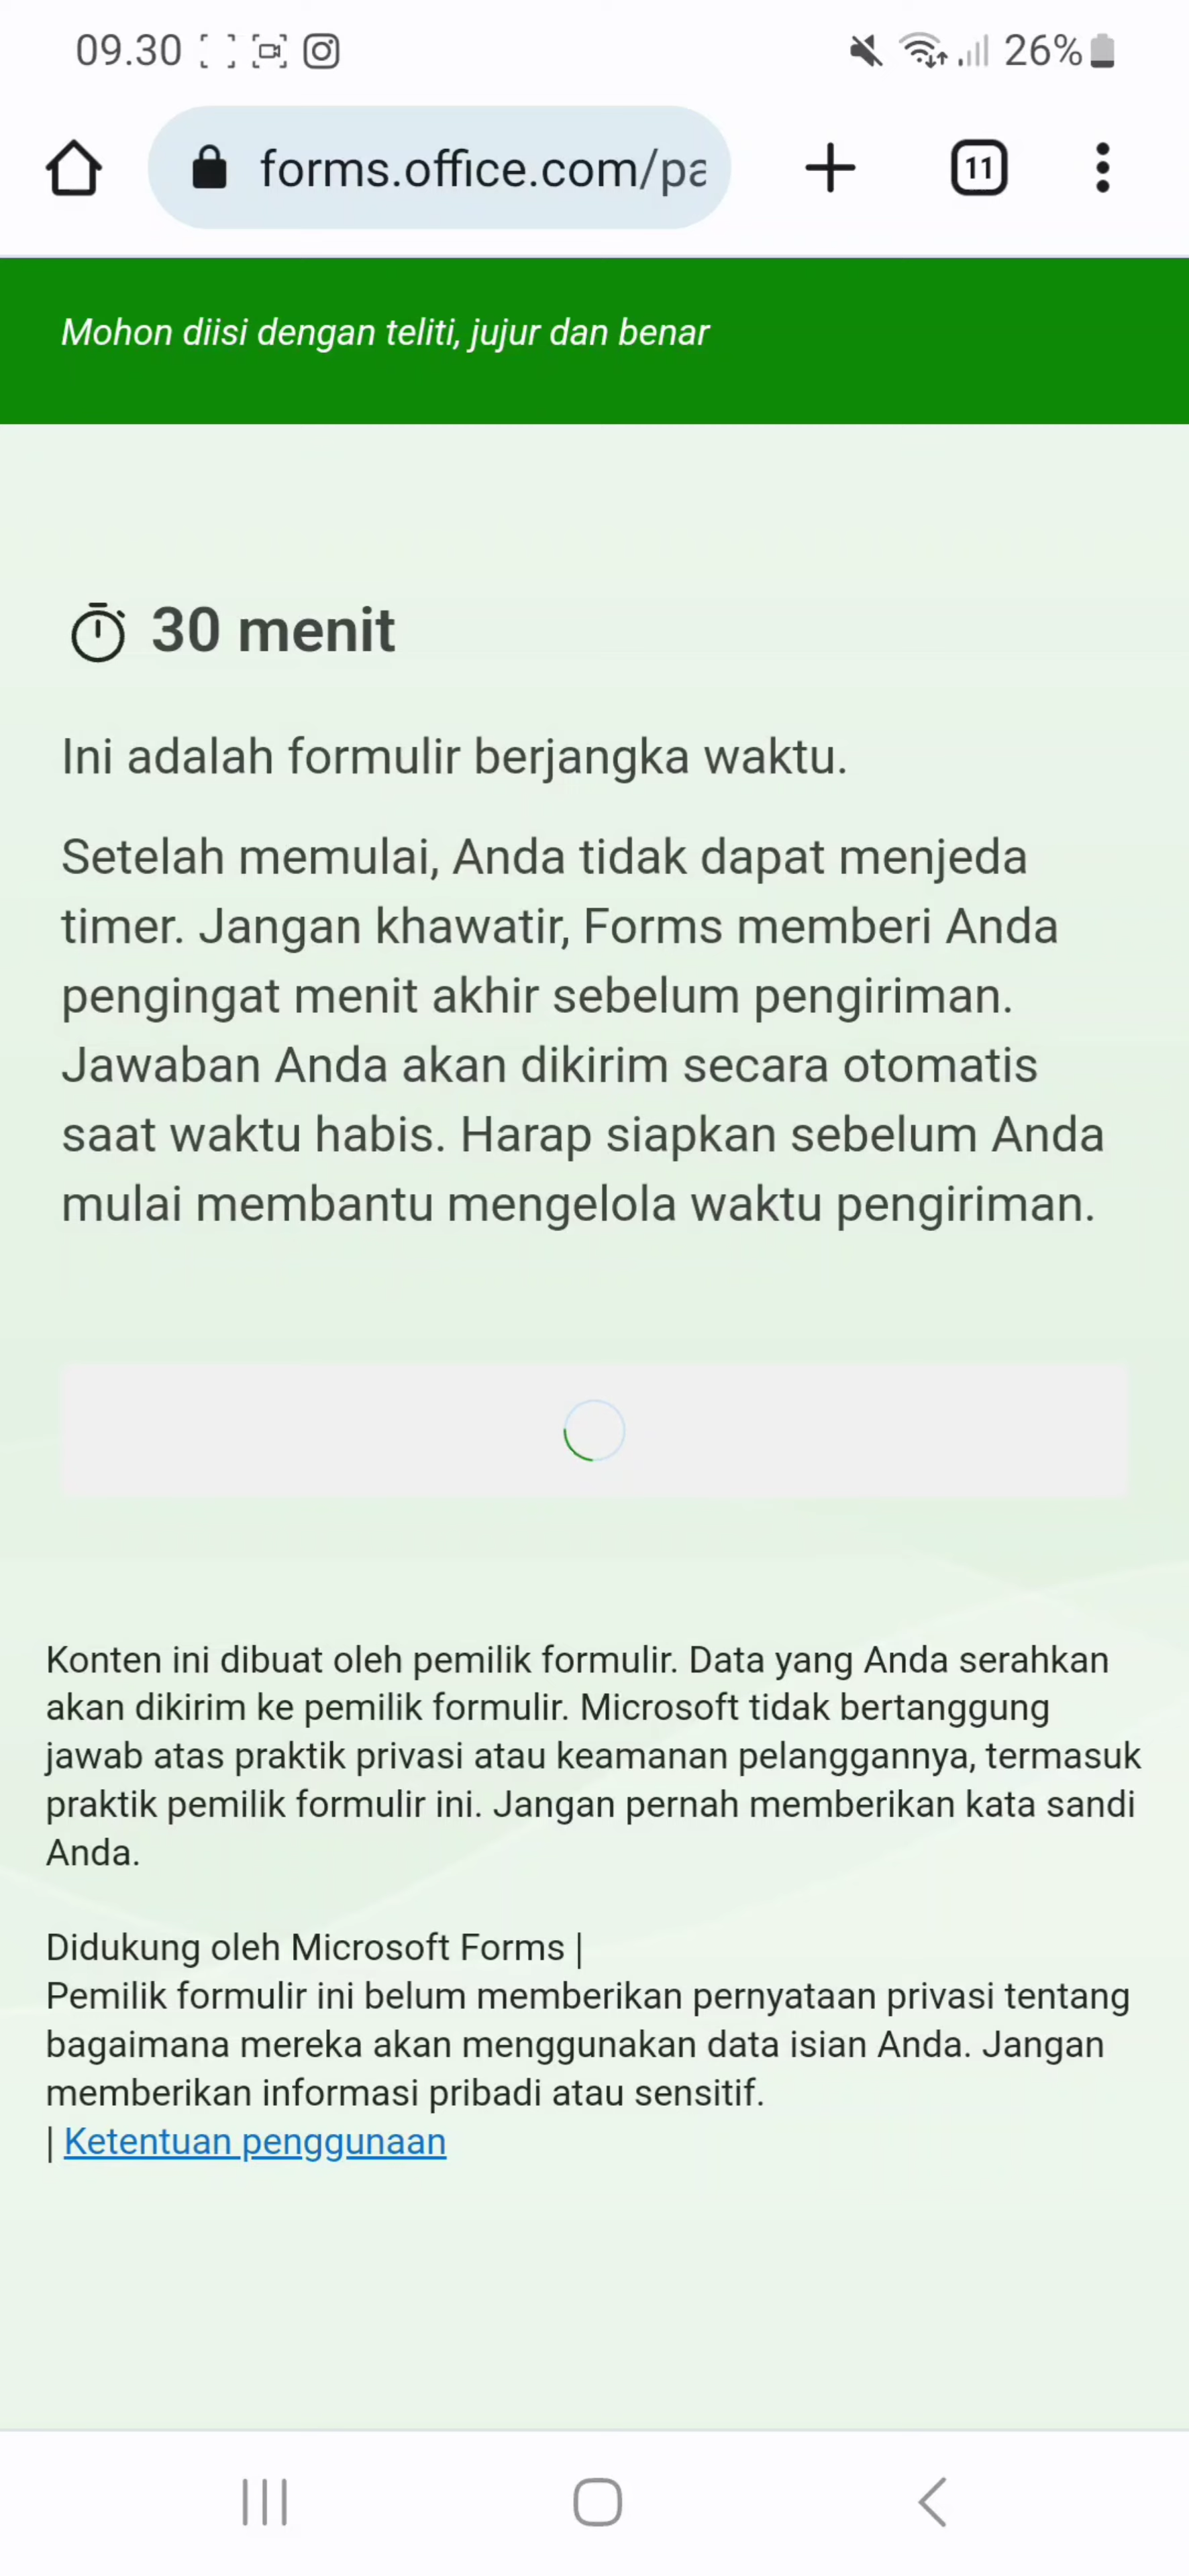 09.30
26%
forms.office.com/pa
11
Mohon diisi dengan teliti, jujur dan benar
30 menit
Ini adalah formulir berjangka waktu.
Setelah memulai, Anda tidak dapat menjeda
timer. Jangan khawatir, Forms memberi Anda
pengingat menit akhir sebelum pengiriman.
Jawaban Anda akan dikirim secara otomatis
saat waktu habis. Harap siapkan sebelum Anda
mulai membantu mengelola waktu pengiriman.
Konten ini dibuat oleh pemilik formulir. Data yang Anda serahkan
akan dikirim ke pemilik formulir. Microsoft tidak bertanggung
jawab atas praktik privasi atau keamanan pelanggannya, termasuk
praktik pemilik formulir ini. Jangan pernah memberikan kata sandi
Anda.
Didukung oleh Microsoft Forms |
Pemilik formulir ini belum memberikan pernyataan privasi tentang
bagaimana mereka akan menggunakan data isian Anda. Jangan
memberikan informasi pribadi atau sensitif.
| Ketentuan penggunaan